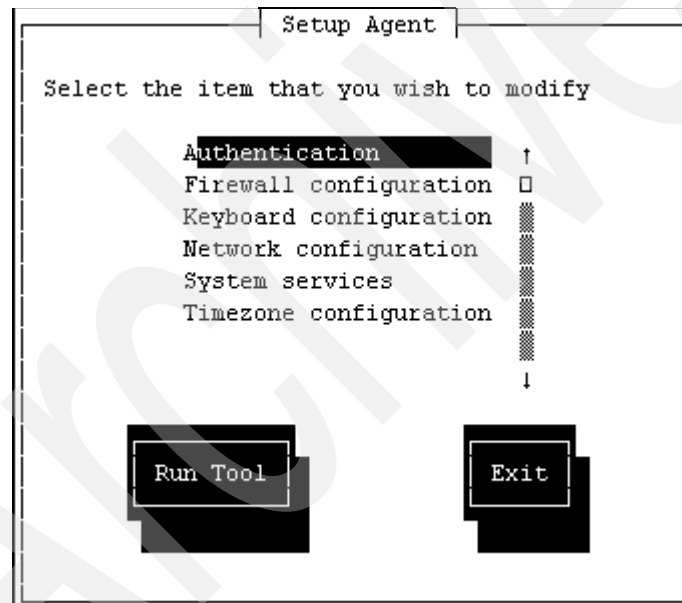 Setup Agent
Select the item that you wish to modify
Authentication
Firewall configuration
Keyboard configuration
Network configuration
System services
Timezone configuration
Run Tool
Exit
Archive